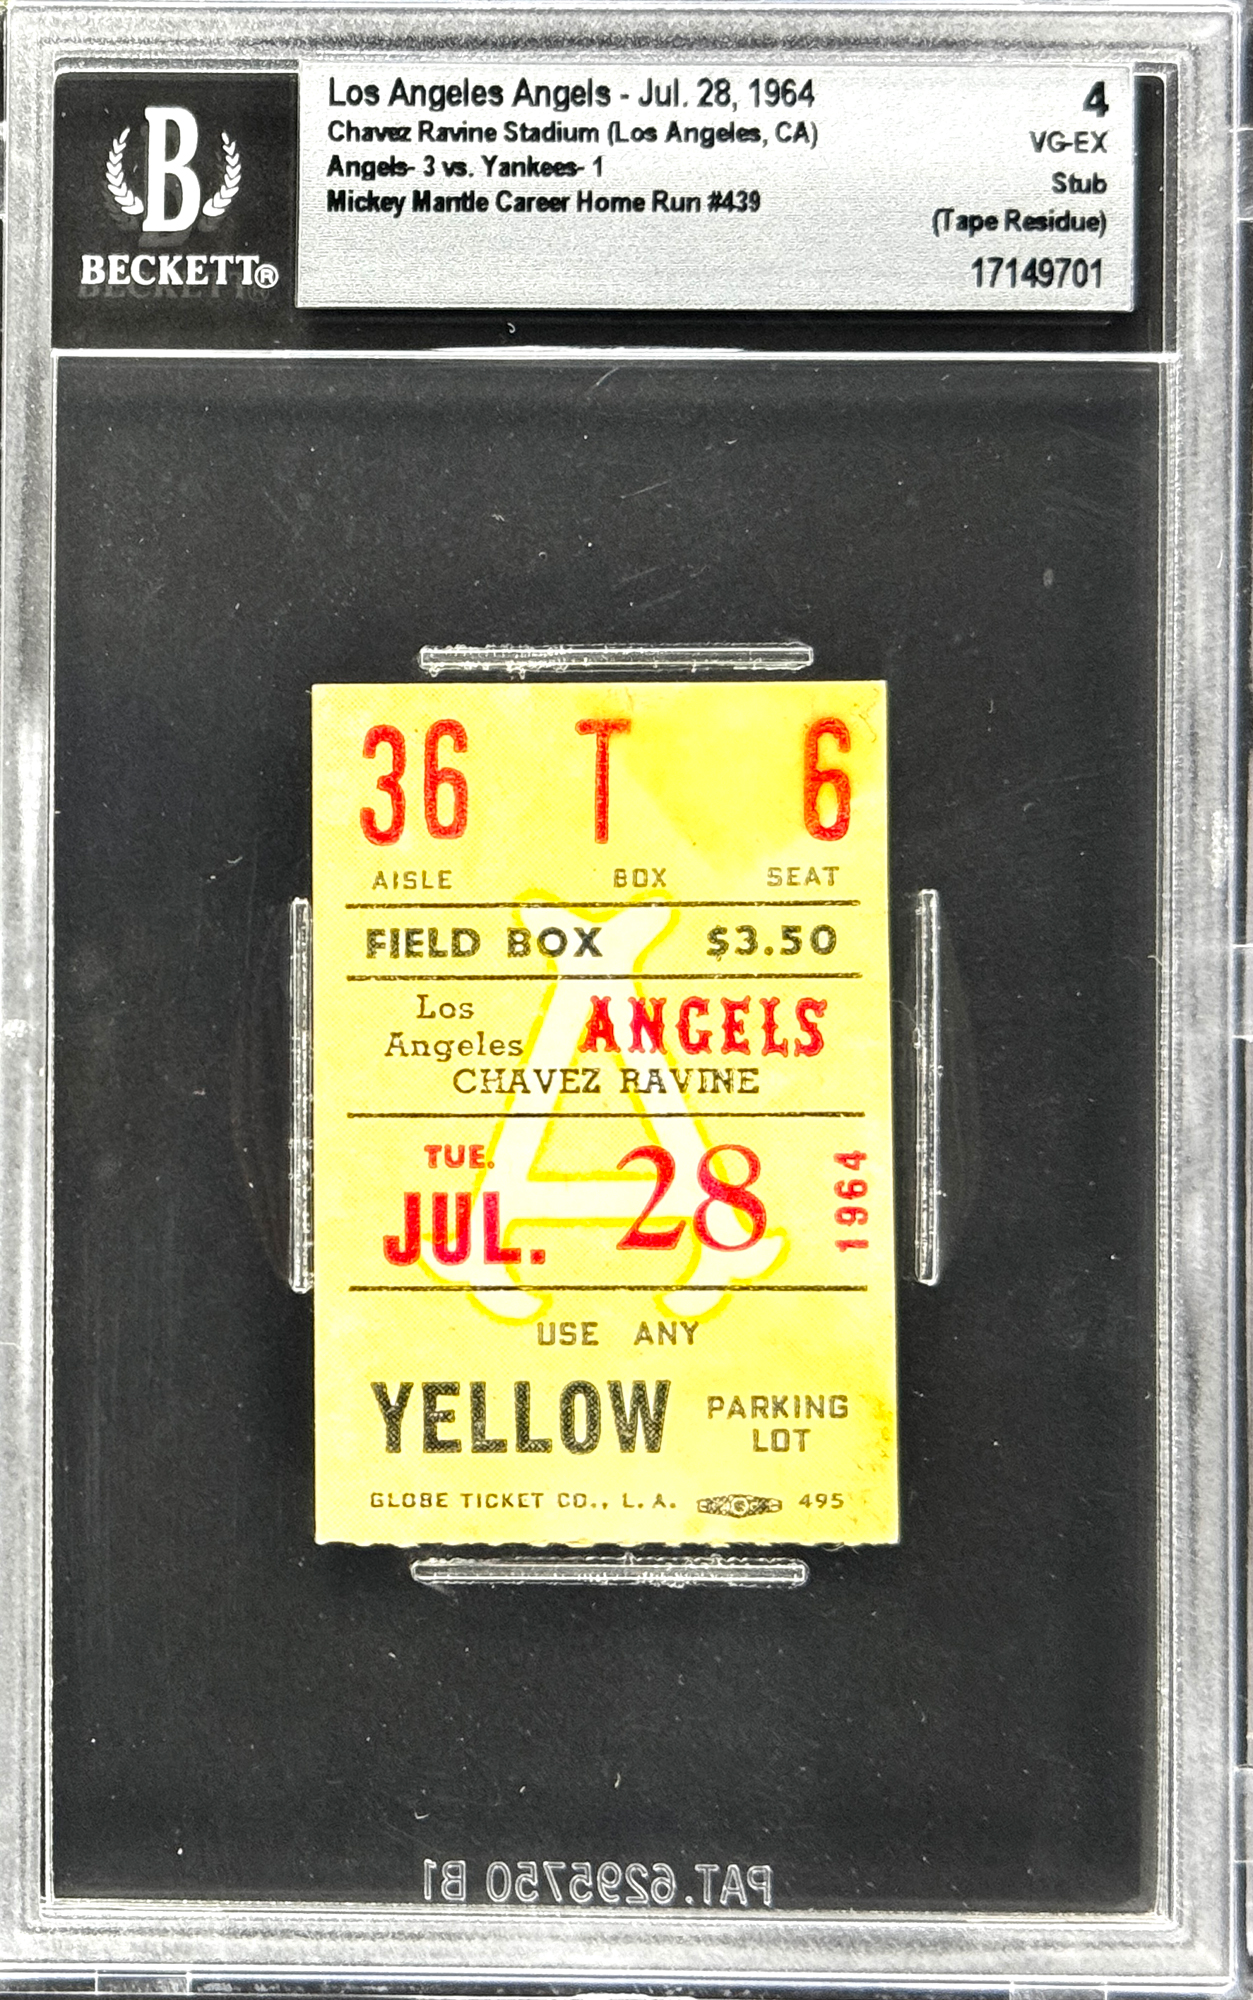 B
BECKETT®
Los Angeles Angels - Jul. 28, 1964
Chavez Ravine Stadium (Los Angeles, CA)
Angels- 3 vs. Yankees- 1
Mickey Mantle Career Home Run #439
4
VG-EX
Stub
(Tape Residue)
17149701
36 T 6
AISLE BOX SEAT
FIELD BOX $3.50
Los
Angeles ANGELS
CHAVEZ RAVINE
TUE.
JUL. 28 1964
USE ANY
YELLOW PARKING
LOT
GLOBE TICKET CO., L. A. 495
PAT.6295750 B1